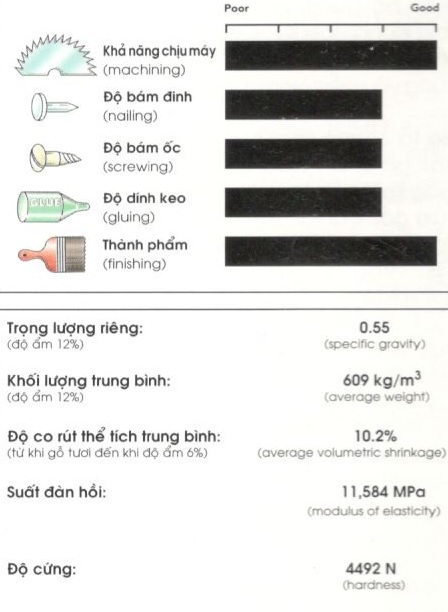 Poor Good
Khả năng chịu máy
(machining)
Độ bám đinh
(nailing)
Độ bám ốc
(screwing)
GLUE
Độ dính keo
(gluing)
Thành phẩm
(finishing)
Trọng lượng riêng: 0.55
(độ ẩm 12%) (specific gravity)
Khối lượng trung bình: 609 kg/m³
(độ ẩm 12%) (average weight)
Độ co rút thể tích trung bình: 10.2%
(từ khi gỗ tươi đến khi độ ẩm 6%) (average volumetric shrinkage)
Suất đàn hồi: 11,584 MPa
(modulus of elasticity)
Độ cứng: 4492 N
(hardness)